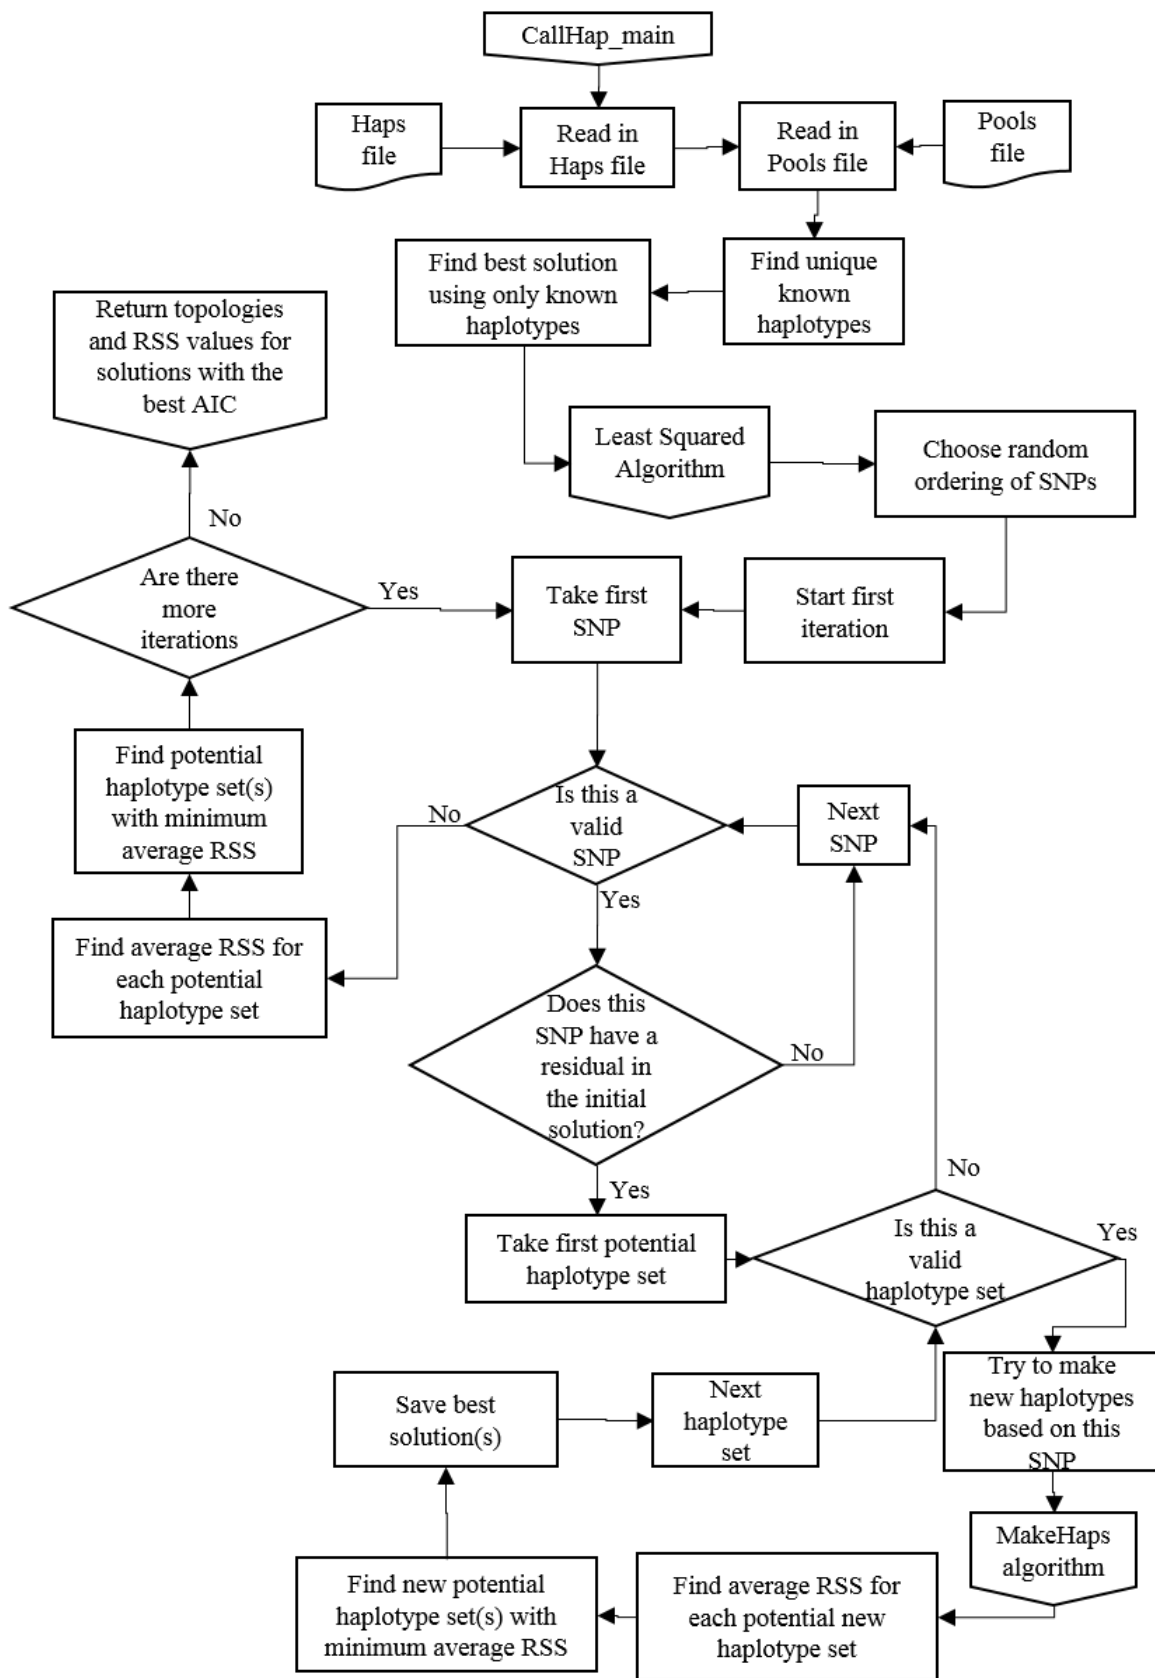 CallHap_main
Haps
file
Read in
Haps file
Read in
Pools file
Pools
file
Find best solution
using only known
haplotypes
Find unique
known
haplotypes
Return topologies
and RSS values for
solutions with the
best AIC
Least Squared
Algorithm
Choose random
ordering of SNPs
No
Are there
more
iterations
Yes
Take first
SNP
Start first
iteration
Find potential
haplotype set(s)
with minimum
average RSS
No
Is this a
valid
SNP
Next
SNP
Yes
Find average RSS for
each potential
haplotype set
Does this
SNP have a
residual in
the initial
solution?
No
Yes
No
Take first potential
haplotype set
Is this a
valid
haplotype set
Yes
Save best
solution(s)
Next
haplotype
set
Try to make
new haplotypes
based on this
SNP
MakeHaps
algorithm
Find new potential
haplotype set(s) with
minimum average RSS
Find average RSS for
each potential new
haplotype set